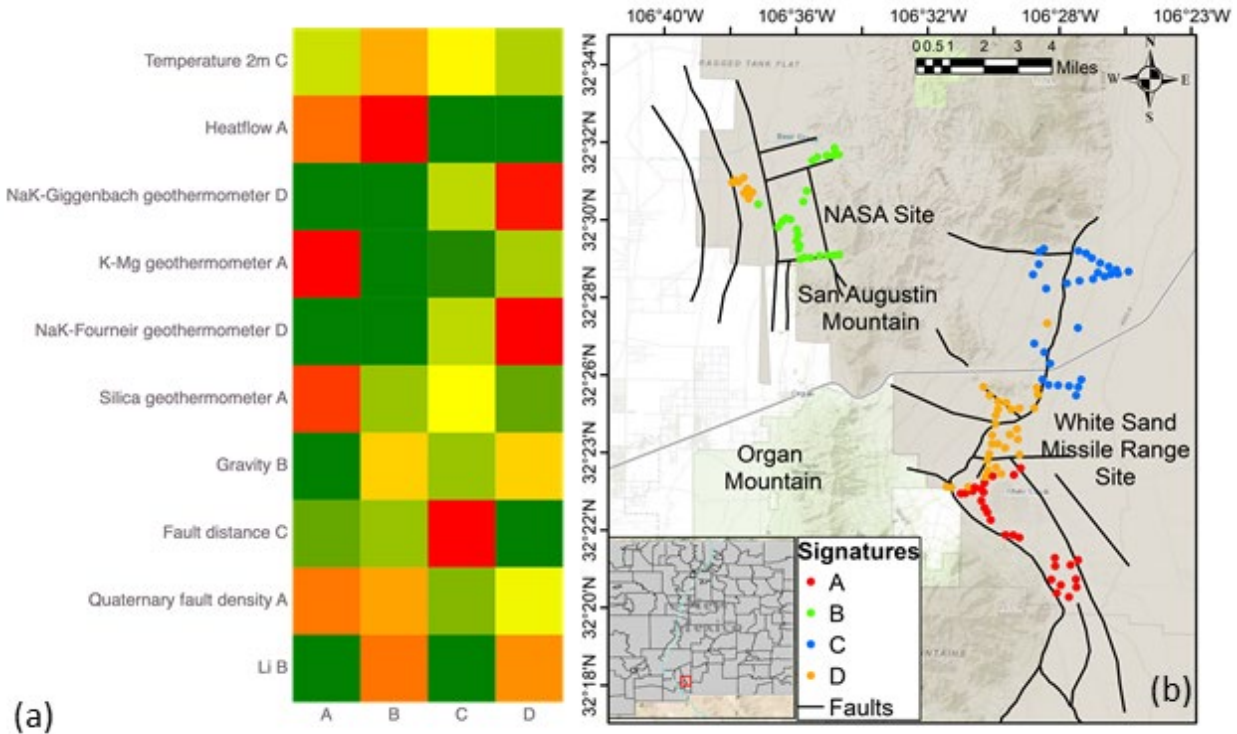 (a)
Temperature 2m C
Heatflow A
NaK-Giggenbach geothermometer D
K-Mg geothermometer A
NaK-Fourneir geothermometer D
Silica geothermometer A
Gravity B
Fault distance C
Quaternary fault density A
Li B
A B C D
106°40'W 106°36'W 106°32'W 106°28'W 106°23'W
32°34'N
32°32'N
32°30'N
32°28'N
32°26'N
32°23'N
32°22'N
32°20'N
32°18'N
0 0.5 1 2 3 4
Miles
N
W E
S
RAGGED TANK FLAT
NASA Site
San Augustin
Mountain
Organ
White Sand
Missile Range
Site
Organ
Mountain
Signatures
A
B
C
D
Faults
(b)